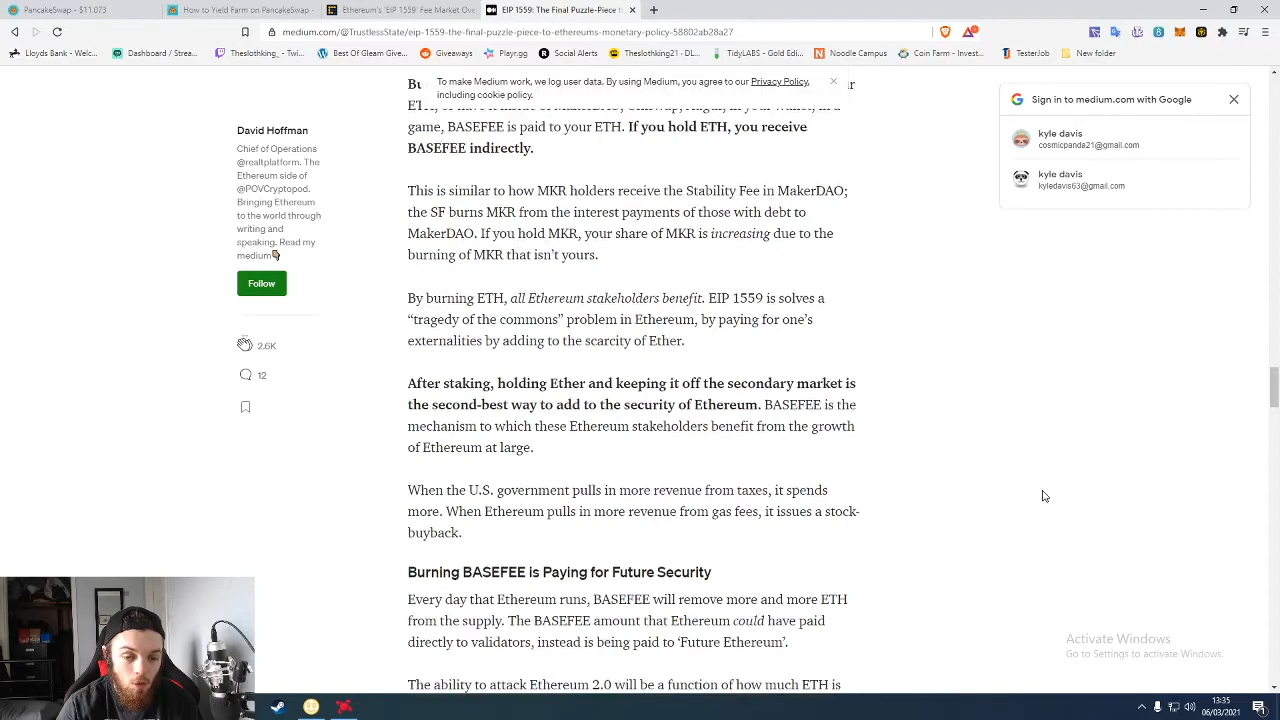 PancakeSwap - $11.073
How to Yield Farm on PancakeSwap -
Ethereum's 'EIP 1559' Fee Market Ove
EIP 1559: The Final Puzzle-Piece to
medium.com/@TrustlessState/eip-1559-the-final-puzzle-piece-to-ethereums-monetary-policy-58802ab28a27
Lloyds Bank - Welc...
Dashboard / Strea...
Thesolking - Twi...
Best Of Gleam Give...
Giveaways
Playr.gg
Social Alerts
Thesolkning21 - D...
TidyLABS - Gold Edi...
Noodle Campus
Coin Farm - Invest...
TesterJob
New folder
To make Medium work, we log user data. By using Medium, you agree to our Privacy Policy,
including cookie policy.
Sign in to medium.com with Google
kyle davis
cosmicpanda21@gmail.com
kyle davis
kyledavis63@gmail.com
David Hoffman
Chief of Operations
@realtplatform. The
Ethereum side of
@POVCryptopod.
Bringing Ethereum
to the world through
writing and
speaking. Read my
medium
Follow
2.6K
12
game, BASEFEE is paid to your ETH. If you hold ETH, you receive
BASEFEE indirectly.
This is similar to how MKR holders receive the Stability Fee in MakerDAO;
the SF burns MKR from the interest payments of those with debt to
MakerDAO. If you hold MKR, your share of MKR is increasing due to the
burning of MKR that isn't yours.
By burning ETH, all Ethereum stakeholders benefit. EIP 1559 is solves a
“tragedy of the commons” problem in Ethereum, by paying for one's
externalities by adding to the scarcity of Ether.
After staking, holding Ether and keeping it off the secondary market is
the second-best way to add to the security of Ethereum. BASEFEE is the
mechanism to which these Ethereum stakeholders benefit from the growth
of Ethereum at large.
When the U.S. government pulls in more revenue from taxes, it spends
more. When Ethereum pulls in more revenue from gas fees, it issues a stock-
buyback.
Burning BASEFEE is Paying for Future Security
Every day that Ethereum runs, BASEFEE will remove more and more ETH
from the supply. The BASEFEE amount that Ethereum could have paid
directly to validators, instead is being paid to ‘Future Ethereum’.
The ability to attack Ethereum 2.0 will be a function of how much ETH is
Activate Windows
Go to Settings to activate Windows.
13:35
06/03/2021